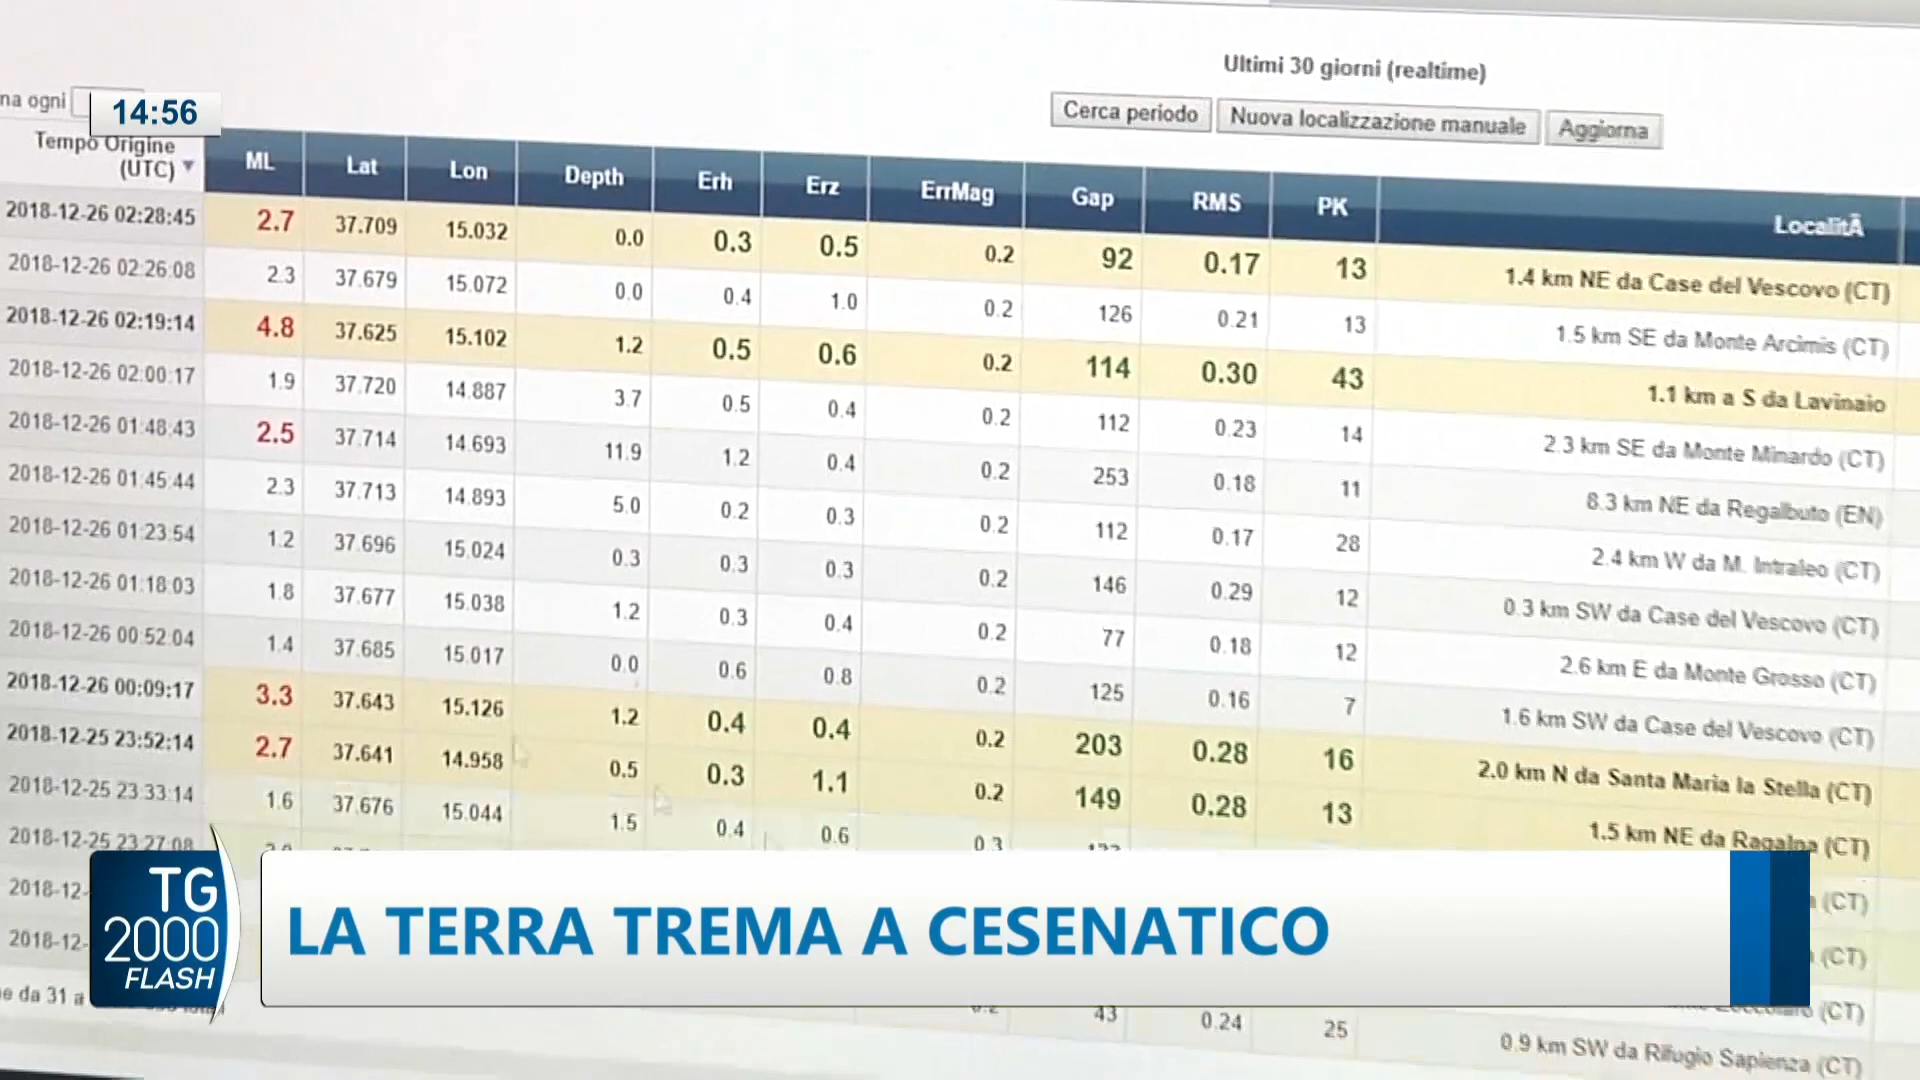 Ultimi 30 giorni (realtime)
na ogni
14:56
Cerca periodo Nuova localizzazione manuale Aggiorna
Tempo Origine
(UTC) ML Lat Lon Depth Erh Erz ErrMag Gap RMS PK LocalitÃ
2018-12-26 02:28:45 2.7 37.709 15.032 0.0 0.3 0.5 0.2 92 0.17 13 1.4 km NE da Case del Vescovo (CT)
2018-12-26 02:26:08 2.3 37.679 15.072 0.0 0.4 1.0 0.2 126 0.21 13 1.5 km SE da Monte Arcimis (CT)
2018-12-26 02:19:14 4.8 37.625 15.102 1.2 0.5 0.6 0.2 114 0.30 43 1.1 km a S da Lavinaio
2018-12-26 02:00:17 1.9 37.720 14.887 3.7 0.5 0.4 0.2 112 0.23 14 2.3 km SE da Monte Minardo (CT)
2018-12-26 01:48:43 2.5 37.714 14.693 11.9 1.2 0.4 0.2 253 0.18 11 8.3 km NE da Regalbuto (EN)
2018-12-26 01:45:44 2.3 37.713 14.893 5.0 0.2 0.3 0.2 112 0.17 28 2.4 km W da M. Intraleo (CT)
2018-12-26 01:23:54 1.2 37.696 15.024 0.3 0.3 0.3 0.2 146 0.29 12 0.3 km SW da Case del Vescovo (CT)
2018-12-26 01:18:03 1.8 37.677 15.038 1.2 0.3 0.4 0.2 77 0.18 12 2.6 km E da Monte Grosso (CT)
2018-12-26 00:52:04 1.4 37.685 15.017 0.0 0.6 0.8 0.2 125 0.16 7 1.6 km SW da Case del Vescovo (CT)
2018-12-26 00:09:17 3.3 37.643 15.126 1.2 0.4 0.4 0.2 203 0.28 16 2.0 km N da Santa Maria la Stella (CT)
2018-12-25 23:52:14 2.7 37.641 14.958 0.5 0.3 1.1 0.2 149 0.28 13 1.5 km NE da Ragalna (CT)
2018-12-25 23:33:14 1.6 37.676 15.044 1.5 0.4 0.6 0.3
2018-12-25 23:27:08
2018-12- (CT)
2018-12- (CT)
e da 31 a (CT)
43 0.24 25 0.9 km SW da Rifugio Sapienza (CT)
TG
2000
FLASH
LA TERRA TREMA A CESENATICO